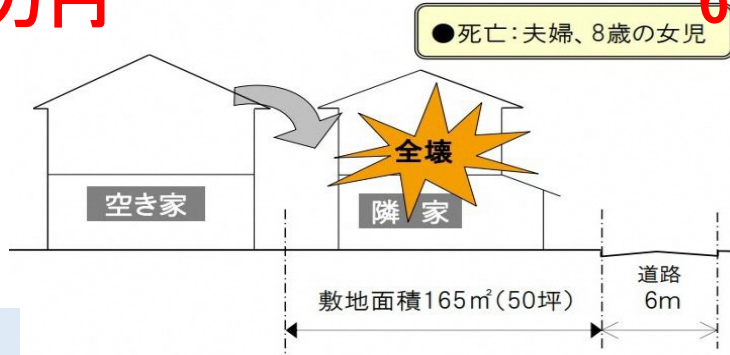 万円
0
●死亡：夫婦、8歳の女児
全壊
空き家
隣 家
敷地面積165㎡（50坪）
道路
6m